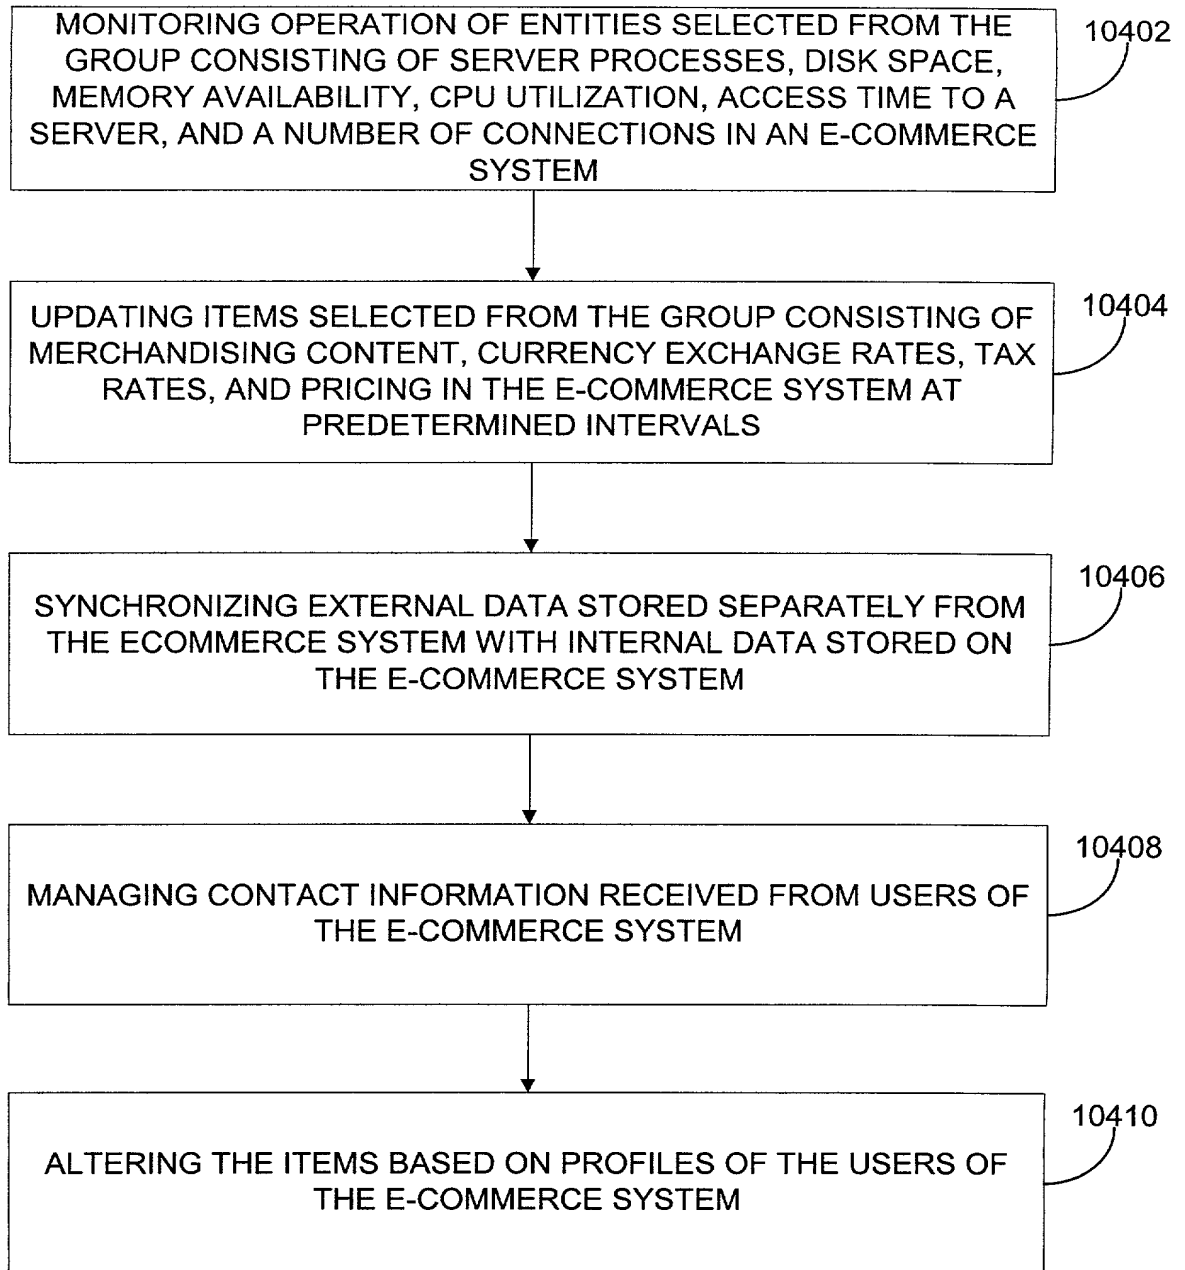 MONITORING OPERATION OF ENTITIES SELECTED FROM THE
GROUP CONSISTING OF SERVER PROCESSES, DISK SPACE,
MEMORY AVAILABILITY, CPU UTILIZATION, ACCESS TIME TO A
SERVER, AND A NUMBER OF CONNECTIONS IN AN E-COMMERCE
SYSTEM
10402
UPDATING ITEMS SELECTED FROM THE GROUP CONSISTING OF
MERCHANDISING CONTENT, CURRENCY EXCHANGE RATES, TAX
RATES, AND PRICING IN THE E-COMMERCE SYSTEM AT
PREDETERMINED INTERVALS
10404
SYNCHRONIZING EXTERNAL DATA STORED SEPARATELY FROM
THE ECOMMERCE SYSTEM WITH INTERNAL DATA STORED ON
THE E-COMMERCE SYSTEM
10406
MANAGING CONTACT INFORMATION RECEIVED FROM USERS OF
THE E-COMMERCE SYSTEM
10408
ALTERING THE ITEMS BASED ON PROFILES OF THE USERS OF
THE E-COMMERCE SYSTEM
10410